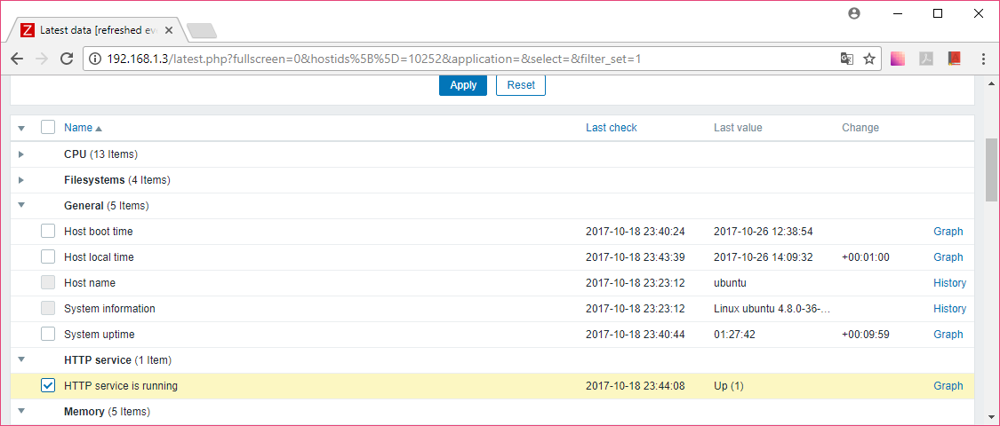 Z Latest data [refreshed eve
192.168.1.3/latest.php?fullscreen=0&hostids%5B%5D=10252&application=&select=&filter_set=1
Apply Reset
Name Last check Last value Change
CPU (13 Items)
Filesystems (4 Items)
General (5 Items)
Host boot time 2017-10-18 23:40:24 2017-10-26 12:38:54 Graph
Host local time 2017-10-18 23:43:39 2017-10-26 14:09:32 +00:01:00 Graph
Host name 2017-10-18 23:23:12 ubuntu History
System information 2017-10-18 23:23:12 Linux ubuntu 4.8.0-36-... History
System uptime 2017-10-18 23:40:44 01:27:42 +00:09:59 Graph
HTTP service (1 Item)
HTTP service is running 2017-10-18 23:44:08 Up (1) Graph
Memory (5 Items)